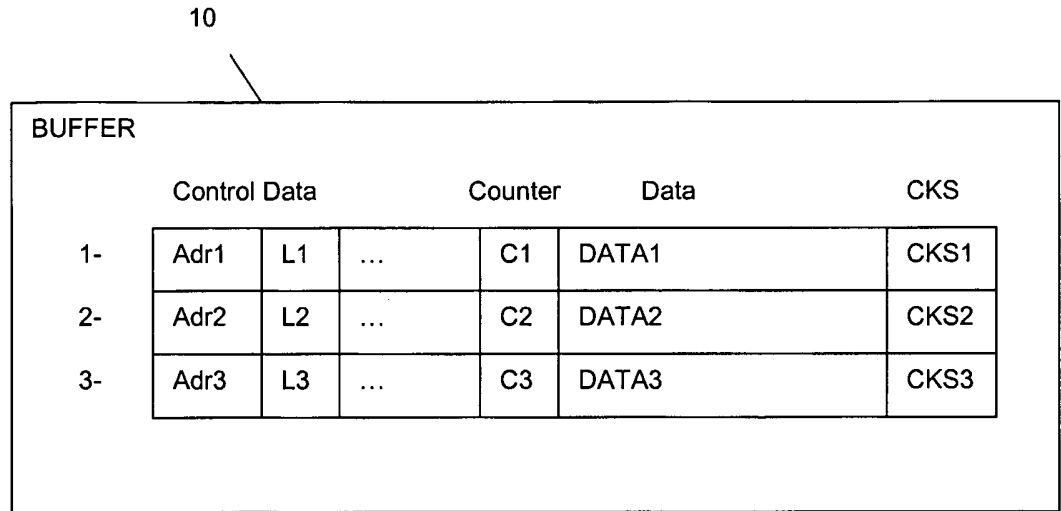 10
BUFFER
Control Data Counter Data CKS
1- Adr1 L1 ... C1 DATA1 CKS1
2- Adr2 L2 ... C2 DATA2 CKS2
3- Adr3 L3 ... C3 DATA3 CKS3